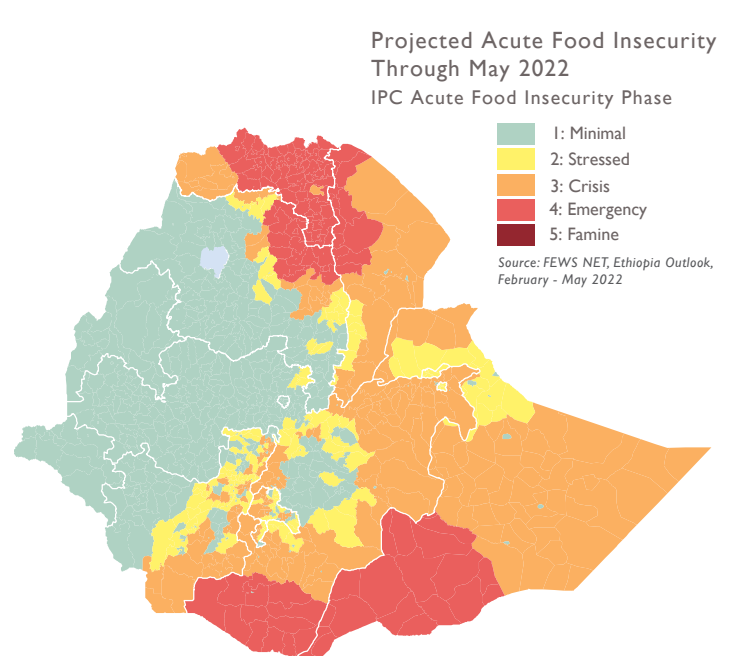 Projected Acute Food Insecurity
Through May 2022
IPC Acute Food Insecurity Phase
1: Minimal
2: Stressed
3: Crisis
4: Emergency
5: Famine
Source: FEWS NET, Ethiopia Outlook,
February - May 2022